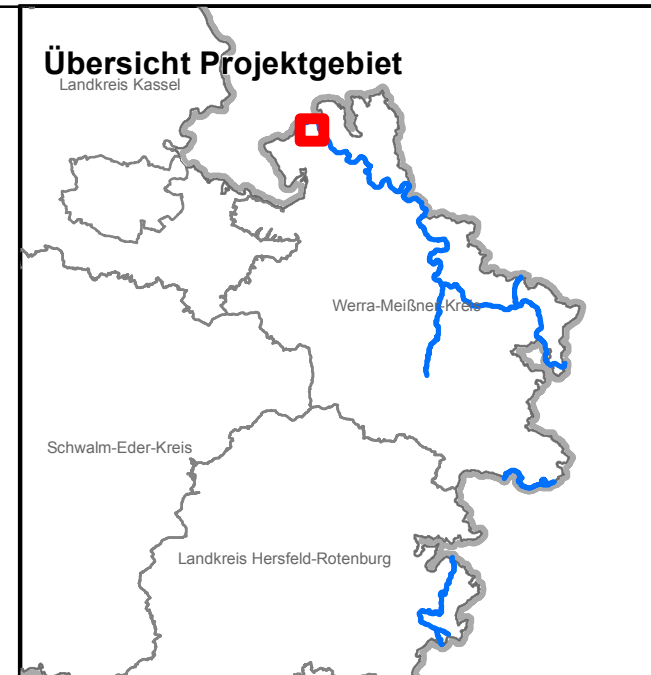 Übersicht Projektgebiet
Landkreis Kassel
Werra-Meißner-Kreis
Schwalm-Eder-Kreis
Landkreis Hersfeld-Rotenburg